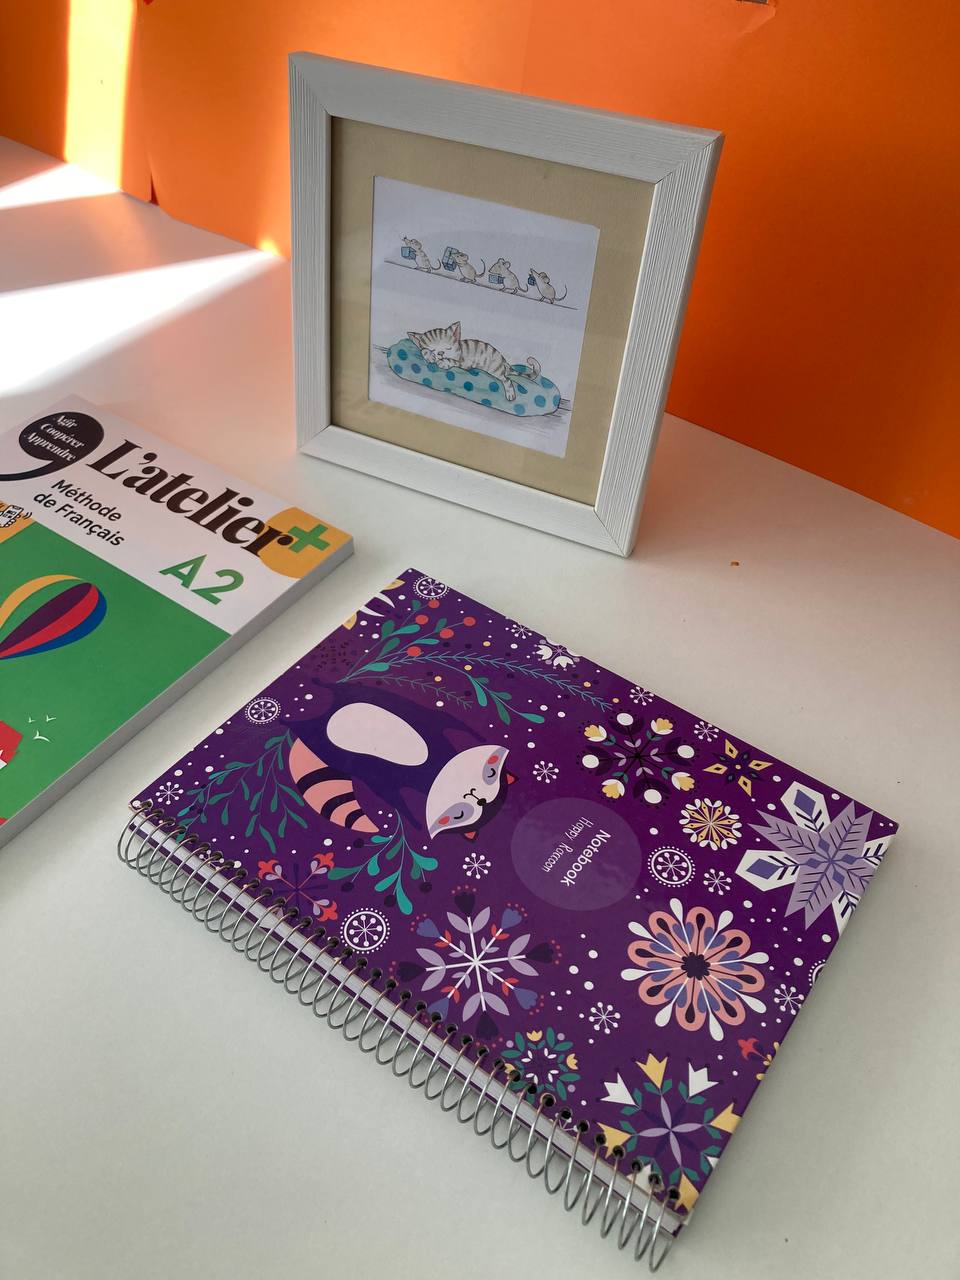 Agir
Coopérer
Apprendre
L'atelier+
Méthode
de Français
A2
Notebook
Happy Raccoon